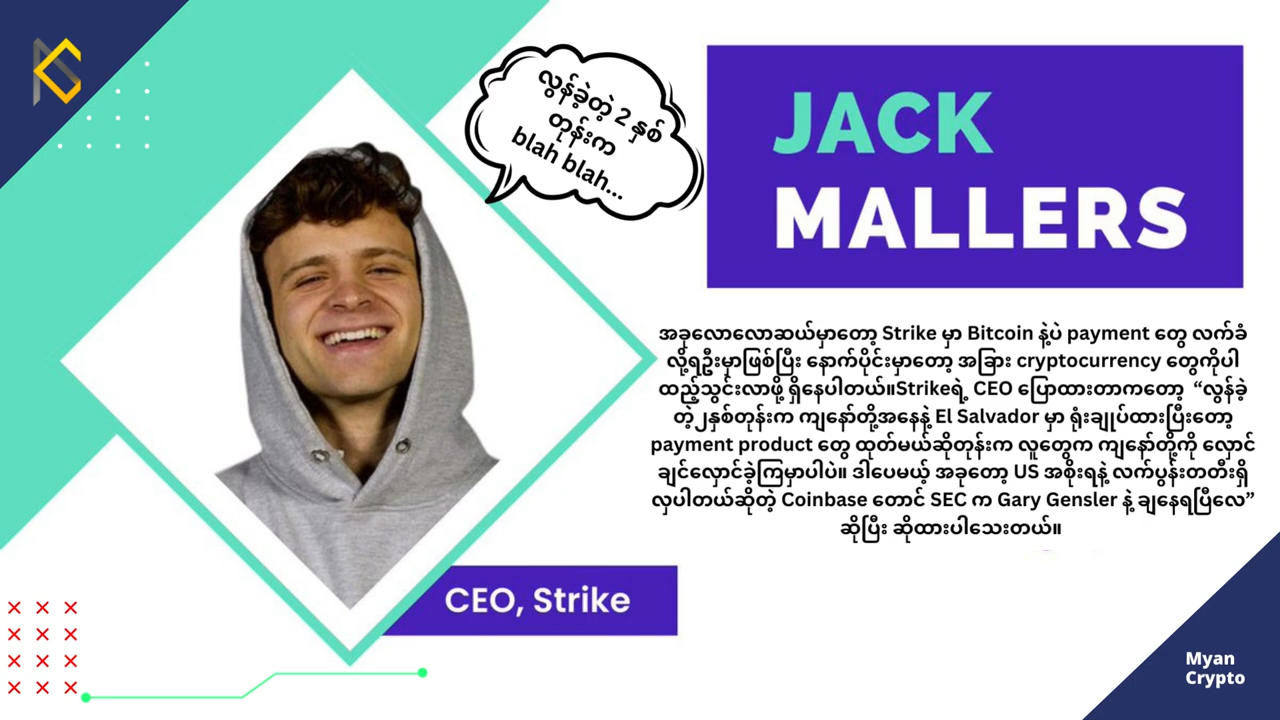 လွန်ခဲ့တဲ့ 2 နှစ်
တုန်းက
blah blah...
JACK
MALLERS
အခုလောလောဆယ်မှာတော့ Strike မှာ Bitcoin နဲ့ပဲ payment တွေ လက်ခံ
လို့ရဦးမှာဖြစ်ပြီး နောက်ပိုင်းမှာတော့ အခြား cryptocurrency တွေကိုပါ
ထည့်သွင်းလာဖို့ ရှိနေပါတယ်။Strikeရဲ့ CEO ပြောထားတာကတော့ “လွန်ခဲ့
တဲ့၂နှစ်တုန်းက ကျနော်တို့အနေနဲ့ El Salvador မှာ ရုံးချုပ်ထားပြီးတော့
payment product တွေ ထုတ်မယ်ဆိုတုန်းက လူတွေက ကျနော်တို့ကို လှောင်
ချင်လှောင်ခဲ့ကြမှာပါပဲ။ ဒါပေမယ့် အခုတော့ US အစိုးရနဲ့ လက်ပွန်းတတီးရှိ
လှပါတယ်ဆိုတဲ့ Coinbase တောင် SEC က Gary Gensler နဲ့ ချနေရပြီလေ”
ဆိုပြီး ဆိုထားပါသေးတယ်။
CEO, Strike
Myan
Crypto